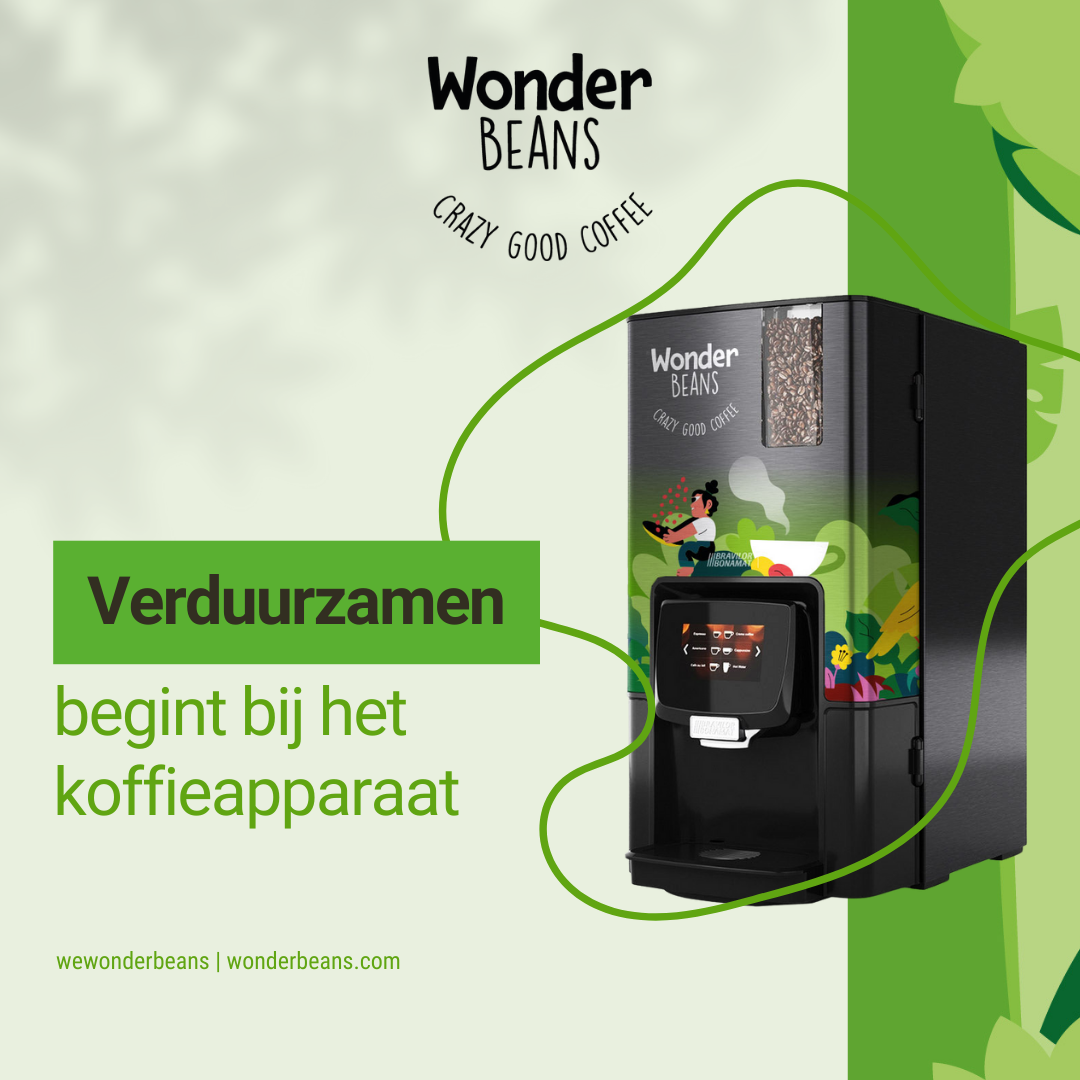 Wonder
BEANS
CRAZY GOOD COFFEE
Wonder
BEANS
CRAZY GOOD COFFEE
BRAVILOR
BONAMAT
Verduurzamen
begint bij het
koffieapparaat
wewonderbeans | wonderbeans.com